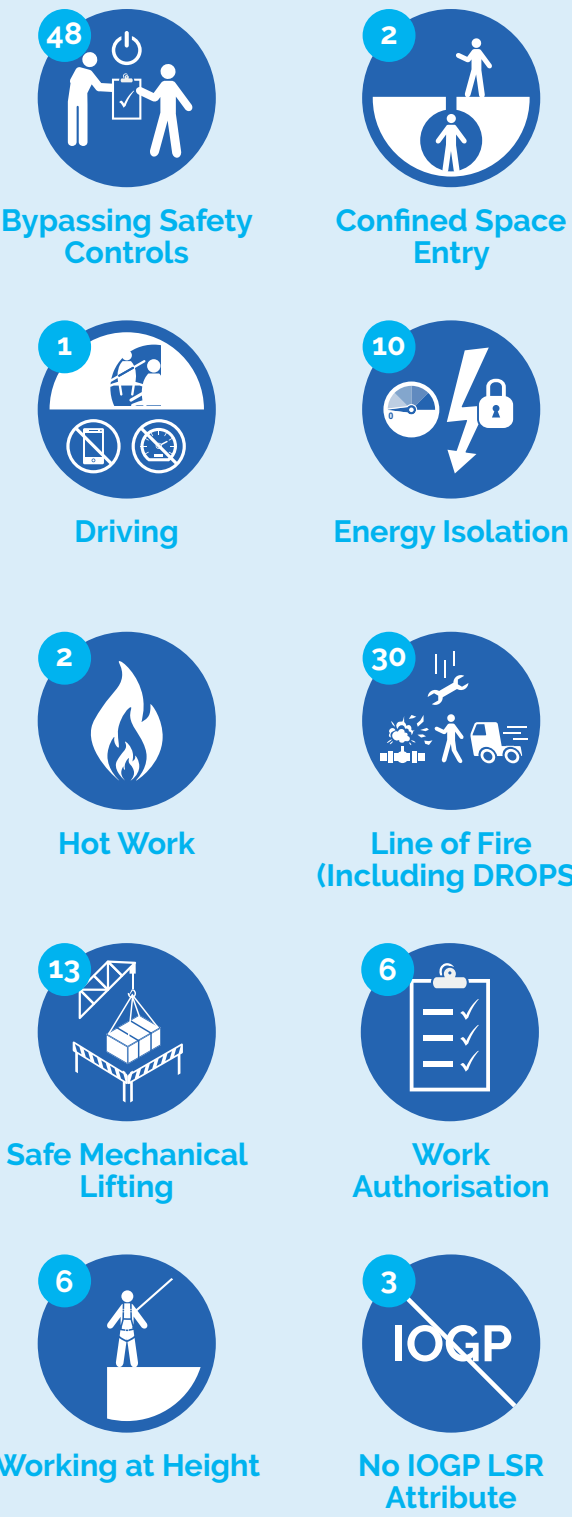 48
2
Bypassing Safety
Controls
Confined Space
Entry
1
10
0
Driving
Energy Isolation
2
30
Hot Work
Line of Fire
(Including DROPS
13
6
Safe Mechanical
Lifting
Work
Authorisation
6
3
IOGP
Working at Height
No IOGP LSR
Attribute